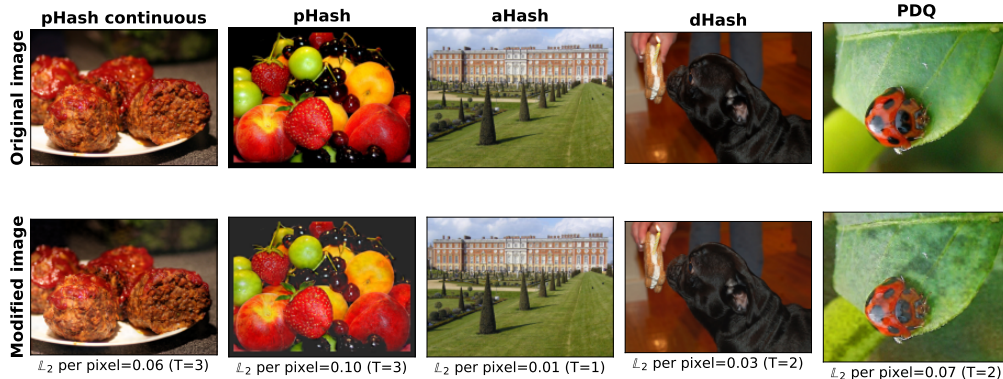 pHash continuous
pHash
aHash
dHash
PDQ
Original image
Modified image
𝕃₂ per pixel=0.06 (T=3)
𝕃₂ per pixel=0.10 (T=3)
𝕃₂ per pixel=0.01 (T=1)
𝕃₂ per pixel=0.03 (T=2)
𝕃₂ per pixel=0.07 (T=2)